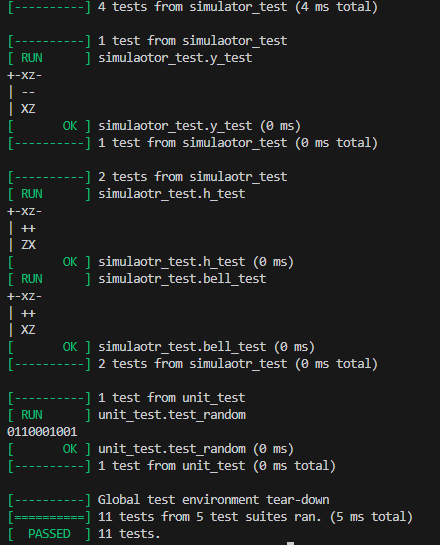 [----------] 4 tests from simulator_test (4 ms total)

[----------] 1 test from simulaotor_test
[ RUN      ] simulaotor_test.y_test
+-xz-
| --
| XZ
[       OK ] simulaotor_test.y_test (0 ms)
[----------] 1 test from simulaotor_test (0 ms total)

[----------] 2 tests from simulaotr_test
[ RUN      ] simulaotr_test.h_test
+-xz-
| ++
| ZX
[       OK ] simulaotr_test.h_test (0 ms)
[ RUN      ] simulaotr_test.bell_test
+-xz-
| ++
| XZ
[       OK ] simulaotr_test.bell_test (0 ms)
[----------] 2 tests from simulaotr_test (0 ms total)

[----------] 1 test from unit_test
[ RUN      ] unit_test.test_random
0110001001
[       OK ] unit_test.test_random (0 ms)
[----------] 1 test from unit_test (0 ms total)

[----------] Global test environment tear-down
[==========] 11 tests from 5 test suites ran. (5 ms total)
[  PASSED  ] 11 tests.